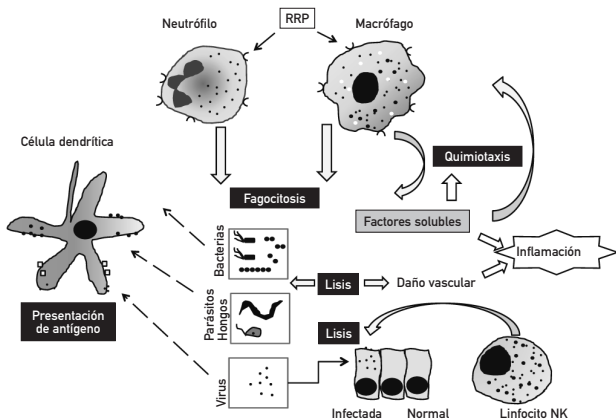 RRP
Neutrófilo
Macrófago
Célula dendrítica
Quimiotaxis
Fagocitosis
Factores solubles
Bacterias
Inflamación
Lisis
Daño vascular
Presentación
de antígeno
Parásitos
Hongos
Lisis
Virus
Infectada
Normal
Linfocito NK